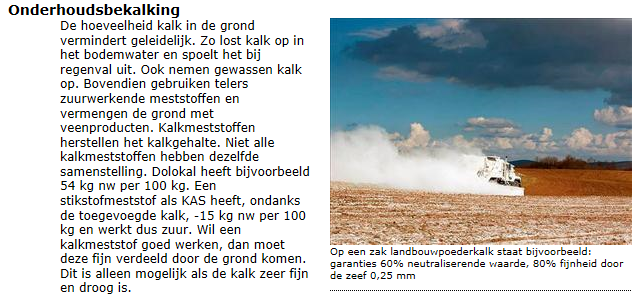 Onderhoudsbekalking
De hoeveelheid kalk in de grond
vermindert geleidelijk. Zo lost kalk op in
het bodemwater en spoelt het bij
regenval uit. Ook nemen gewassen kalk
op. Bovendien gebruiken telers
zuurwerkende meststoffen en
vermengen de grond met
veenproducten. Kalkmeststoffen
herstellen het kalkgehalte. Niet alle
kalkmeststoffen hebben dezelfde
samenstelling. Dolokal heeft bijvoorbeeld
54 kg nw per 100 kg. Een
stikstofmeststof als KAS heeft, ondanks
de toegevoegde kalk, -15 kg nw per 100
kg en werkt dus zuur. Wil een
kalkmeststof goed werken, dan moet
deze fijn verdeeld door de grond komen.
Dit is alleen mogelijk als de kalk zeer fijn
en droog is.
Op een zak landbouwpoederkalk staat bijvoorbeeld:
garanties 60% neutraliserende waarde, 80% fijnheid door
de zeef 0,25 mm